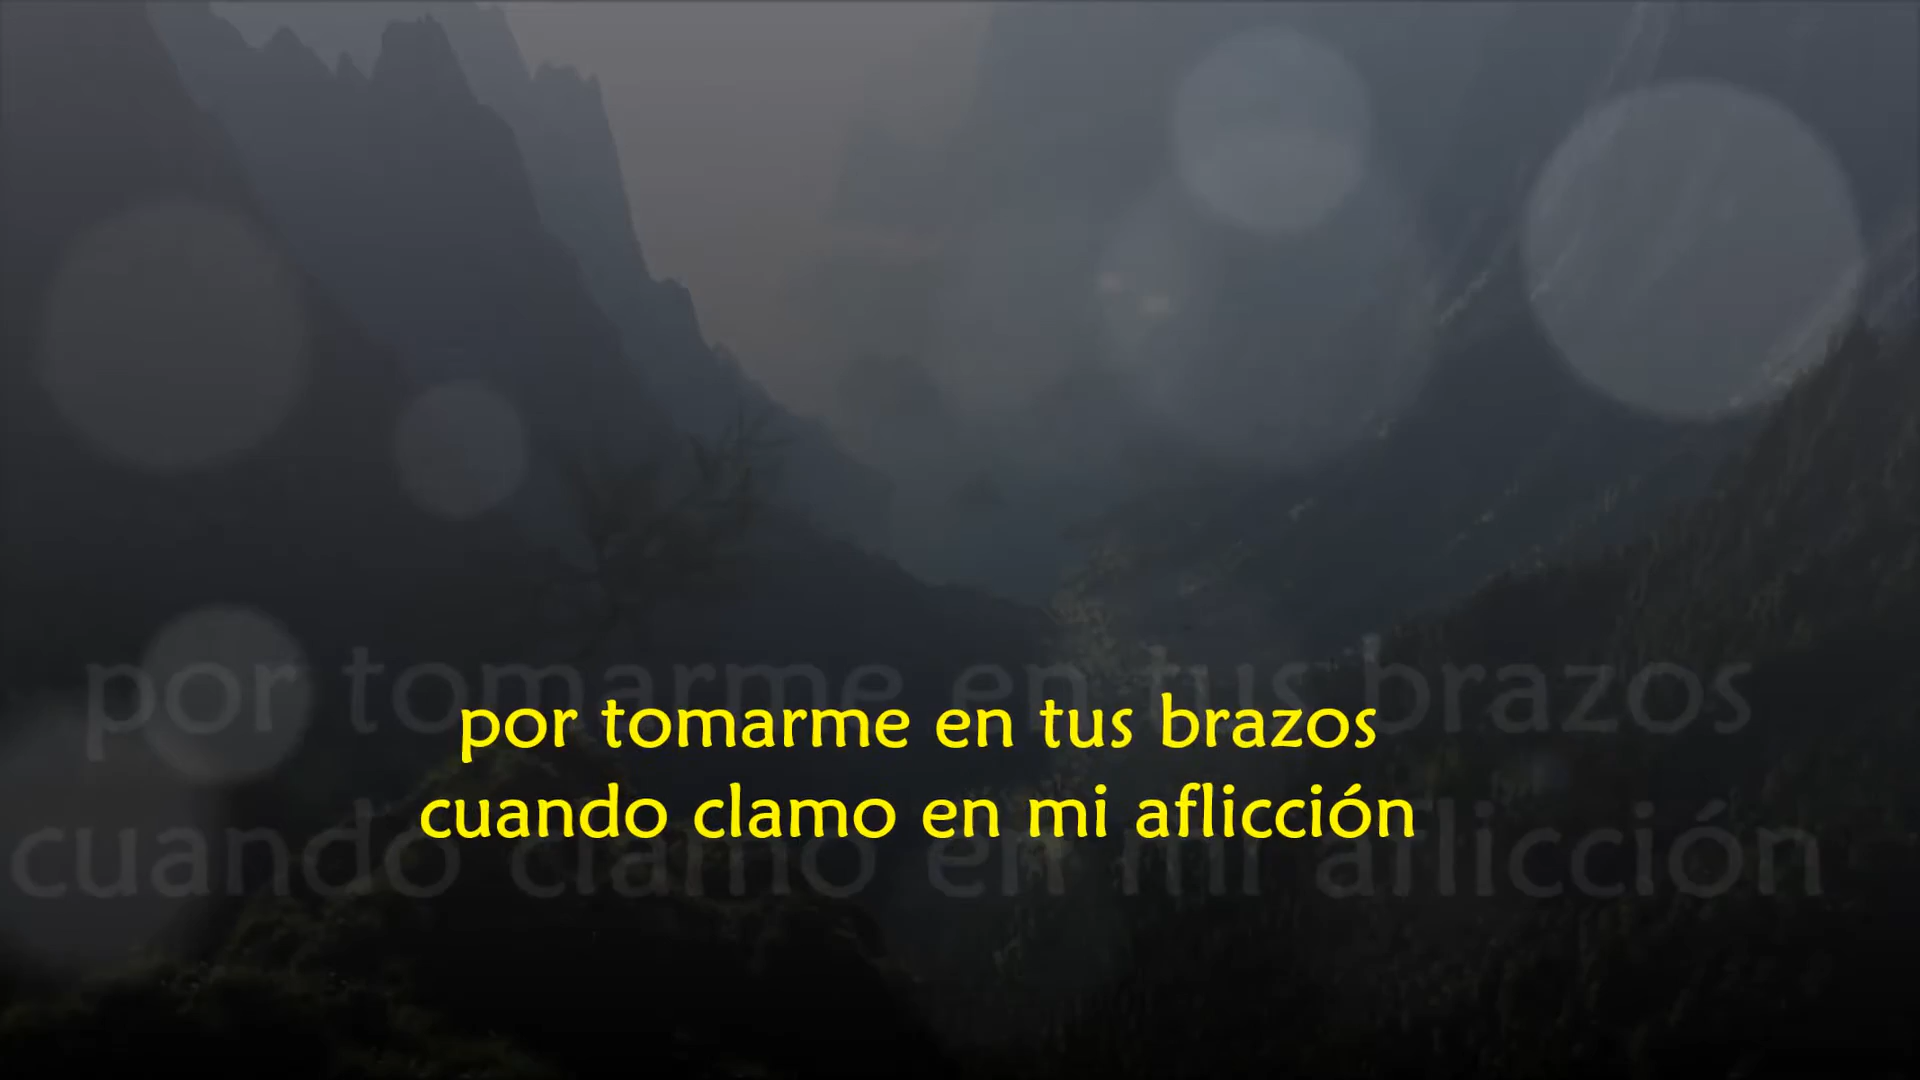 por tomarme en tus brazos
cuando clamo en mi aflicción